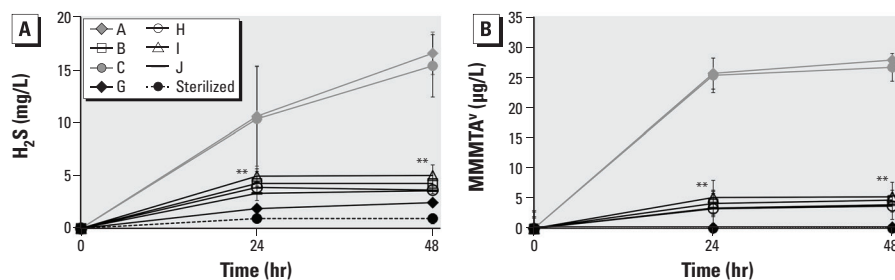 A
H₂S (mg/L)
20
15
10
5
0
A
B
C
G
H
I
J
Sterilized
**
**
0
24
48
Time (hr)
B
MMMTAᵛ (µg/L)
35
30
25
20
15
10
5
0
**
**
0
24
48
Time (hr)